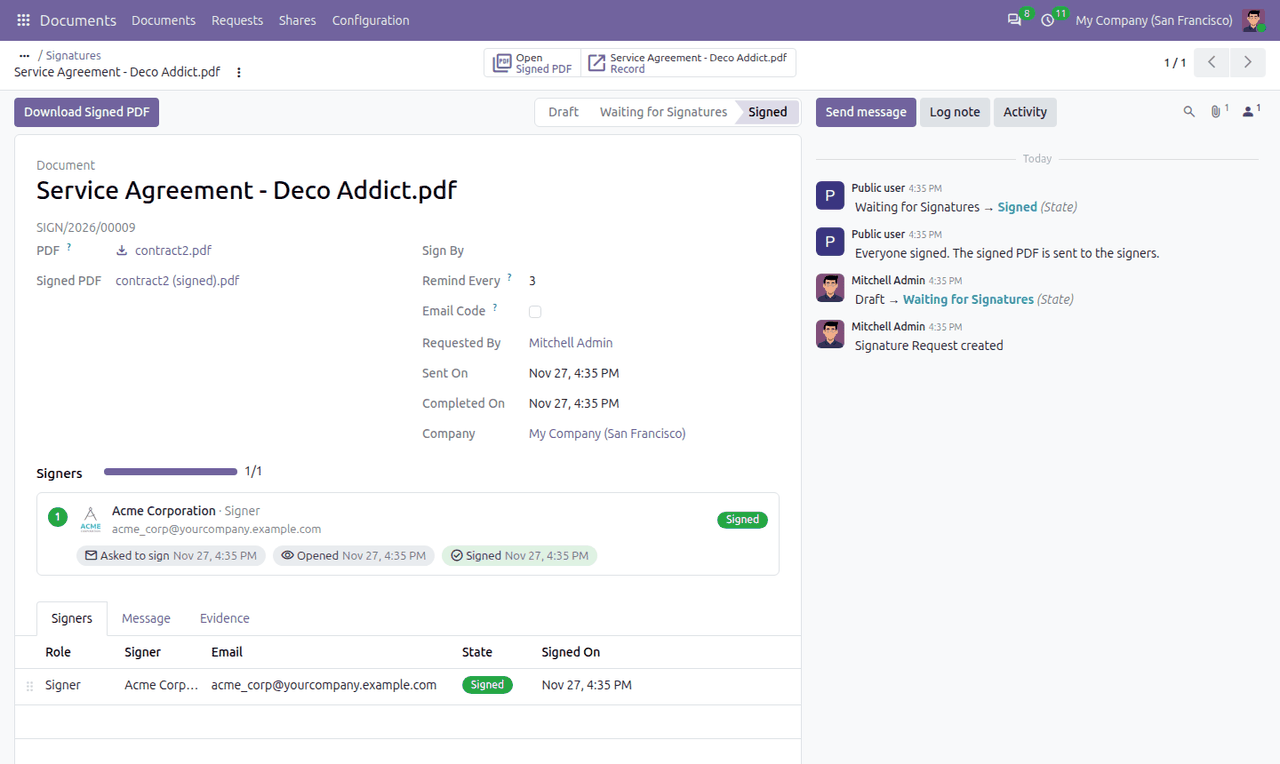 Documents Documents Requests Shares Configuration 8 11 My Company (San Francisco)
... / Signatures
Service Agreement - Deco Addict.pdf
Open
Signed PDF
Service Agreement - Deco Addict.pdf
Record
1 / 1
Download Signed PDF
Draft Waiting for Signatures Signed
Send message Log note Activity 1 1
Document
Service Agreement - Deco Addict.pdf
SIGN/2026/00009
PDF ? contract2.pdf
Signed PDF contract2 (signed).pdf
Sign By
Remind Every ? 3
Email Code ?
Requested By Mitchell Admin
Sent On Nov 27, 4:35 PM
Completed On Nov 27, 4:35 PM
Company My Company (San Francisco)
Signers 1/1
1 ACME Acme Corporation · Signer
acme_corp@yourcompany.example.com
Signed
Asked to sign Nov 27, 4:35 PM Opened Nov 27, 4:35 PM Signed Nov 27, 4:35 PM
Signers Message Evidence
Role Signer Email State Signed On
Signer Acme Corp... acme_corp@yourcompany.example.com Signed Nov 27, 4:35 PM
Today
P Public user 4:35 PM
Waiting for Signatures → Signed (State)
P Public user 4:35 PM
Everyone signed. The signed PDF is sent to the signers.
Mitchell Admin 4:35 PM
Draft → Waiting for Signatures (State)
Mitchell Admin 4:35 PM
Signature Request created